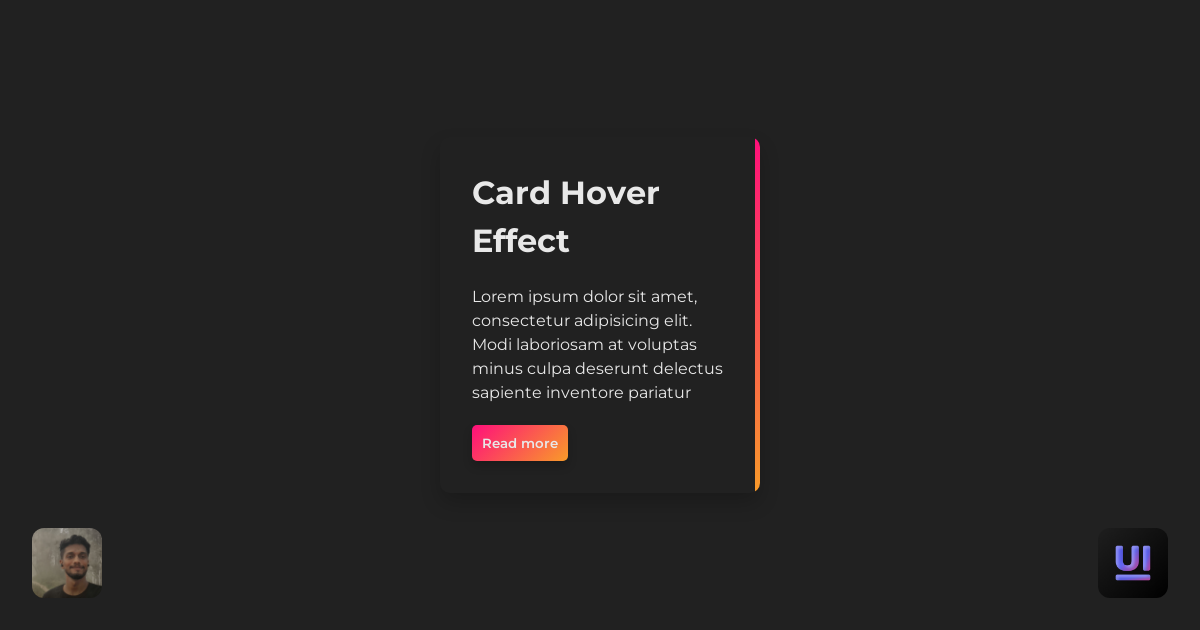 Card Hover
Effect
Lorem ipsum dolor sit amet,
consectetur adipisicing elit.
Modi laboriosam at voluptas
minus culpa deserunt delectus
sapiente inventore pariatur
Read more
UI